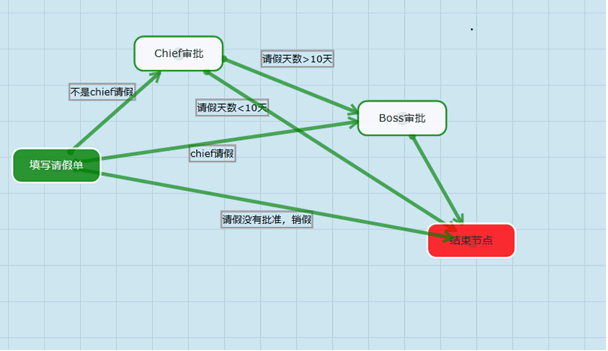 Chief审批
请假天数>10天
不是chief请假
请假天数<10天
Boss审批
chief请假
填写请假单
请假没有批准，销假
结束节点